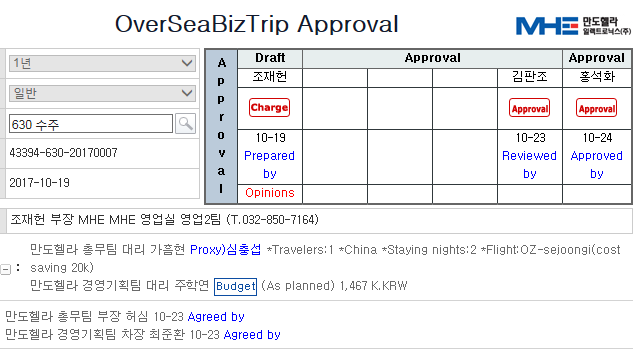 OverSeaBizTrip Approval
MHE 만도헬라 일렉트로닉스(주)
1년
일반
630 수주
43394-630-20170007
2017-10-19
Approval
Draft Approval Approval
조재헌 김판조 홍석화
Charge Approval Approval
10-19 10-23 10-24
Prepared by Reviewed by Approved by
Opinions
조재헌 부장 MHE MHE 영업실 영업2팀 (T.032-850-7164)
만도헬라 총무팀 대리 가흠현 Proxy)심충섭 *Travelers:1 *China *Staying nights:2 *Flight:OZ-sejoongi(cost
: saving 20k)
만도헬라 경영기획팀 대리 주학연 Budget (As planned) 1,467 K.KRW
만도헬라 총무팀 부장 허심 10-23 Agreed by
만도헬라 경영기획팀 차장 최준환 10-23 Agreed by